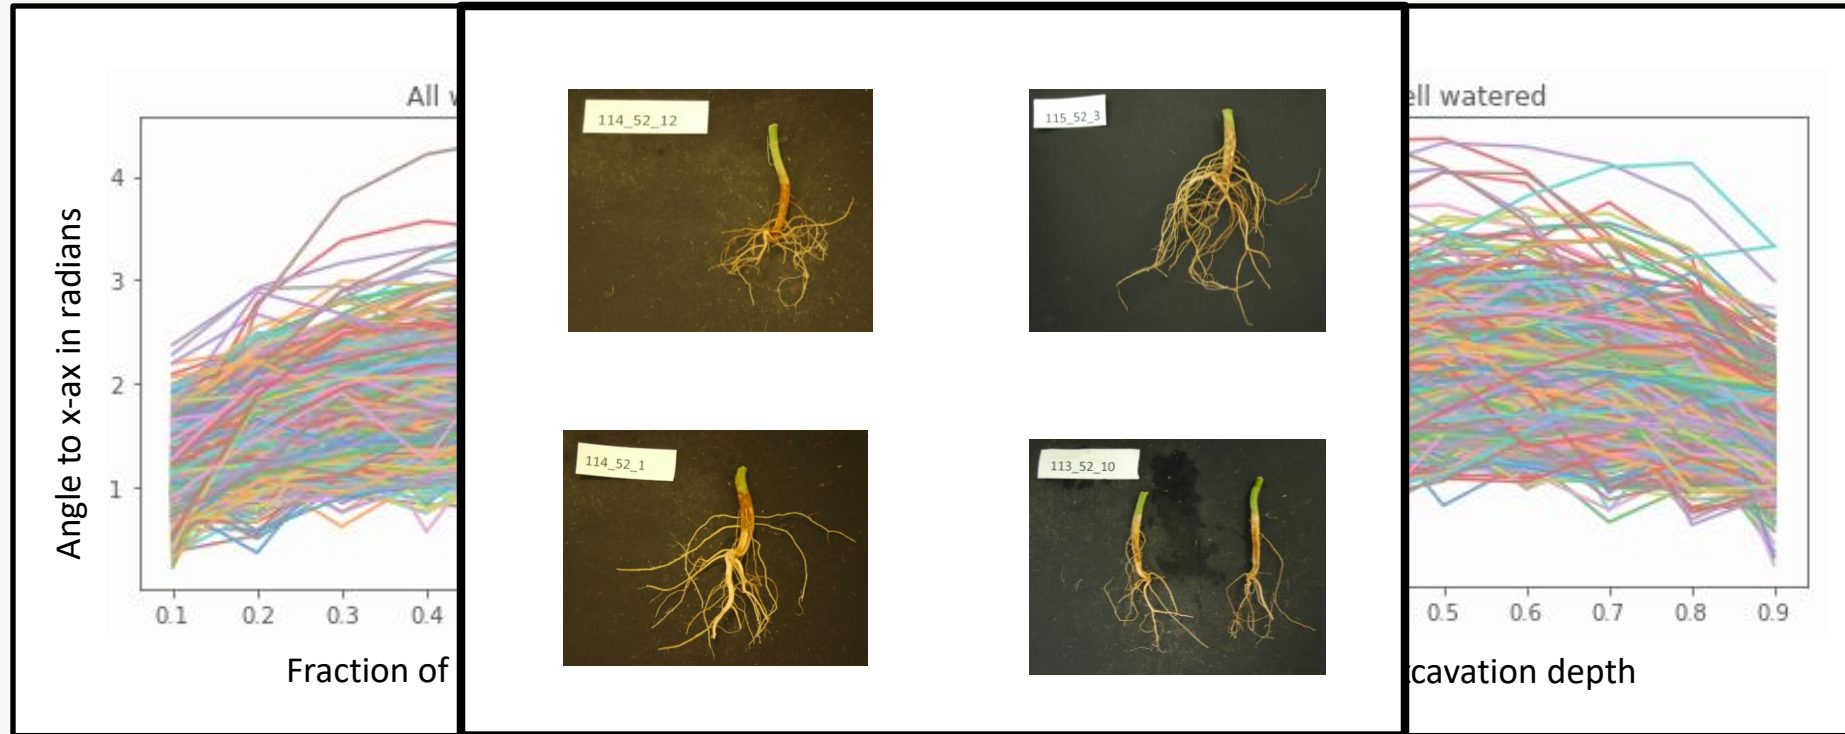 All
4
3
2
1
Angle to x-ax in radians
0.1 0.2 0.3 0.4
Fraction of
114_52_12
115_52_3
114_52_1
113_52_10
ell watered
0.5 0.6 0.7 0.8 0.9
cavation depth